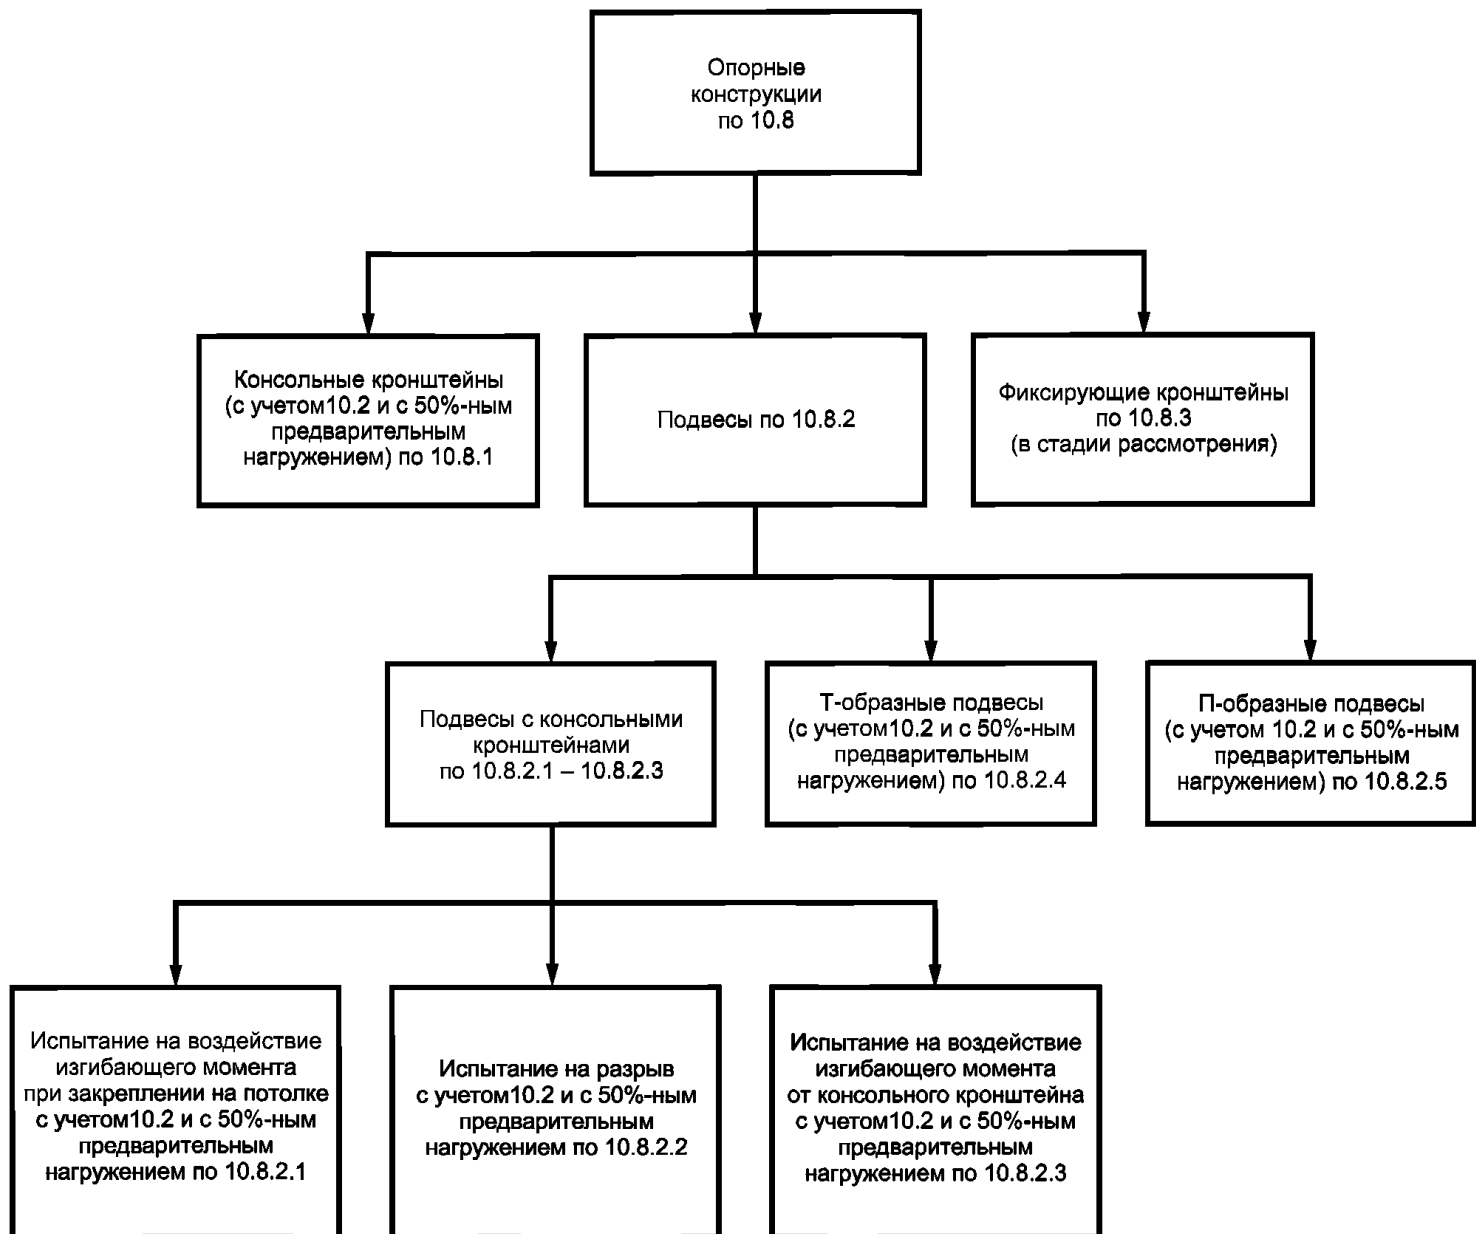 Опорные
конструкции
по 10.8
Консольные кронштейны
(с учетом10.2 и с 50%-ным
предварительным
нагружением) по 10.8.1
Подвесы по 10.8.2
Фиксирующие кронштейны
по 10.8.3
(в стадии рассмотрения)
Подвесы с консольными
кронштейнами
по 10.8.2.1 – 10.8.2.3
Т-образные подвесы
(с учетом10.2 и с 50%-ным
предварительным
нагружением) по 10.8.2.4
П-образные подвесы
(с учетом 10.2 и с 50%-ным
предварительным
нагружением) по 10.8.2.5
Испытание на воздействие
изгибающего момента
при закреплении на потолке
с учетом10.2 и с 50%-ным
предварительным
нагружением по 10.8.2.1
Испытание на разрыв
с учетом10.2 и с 50%-ным
предварительным
нагружением по 10.8.2.2
Испытание на воздействие
изгибающего момента
от консольного кронштейна
с учетом10.2 и с 50%-ным
предварительным
нагружением по 10.8.2.3